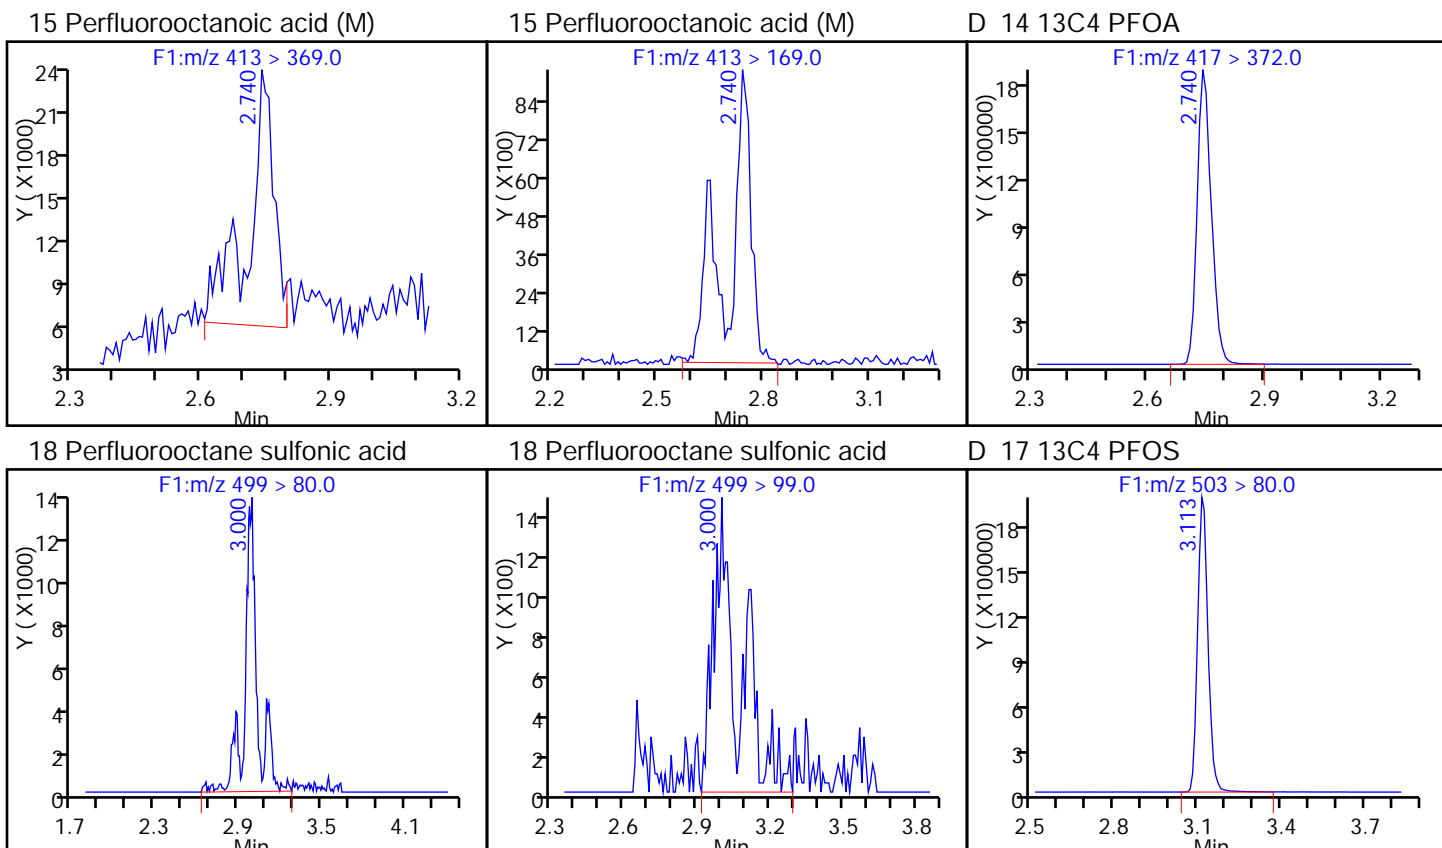 15 Perfluorooctanoic acid (M)
15 Perfluorooctanoic acid (M)
D 14 13C4 PFOA
F1:m/z 413 > 369.0
2.740
Y ( X1000)
24
21
18
15
12
9
6
3
2.3 2.6 2.9 3.2
Min
F1:m/z 413 > 169.0
2.740
Y ( X100)
84
72
60
48
36
24
12
0
2.2 2.5 2.8 3.1
Min
F1:m/z 417 > 372.0
2.740
Y ( X100000)
18
15
12
9
6
3
0
2.3 2.6 2.9 3.2
Min
18 Perfluorooctane sulfonic acid
18 Perfluorooctane sulfonic acid
D 17 13C4 PFOS
F1:m/z 499 > 80.0
3.000
Y ( X1000)
14
12
10
8
6
4
2
0
1.7 2.3 2.9 3.5 4.1
Min
F1:m/z 499 > 99.0
3.000
Y ( X100)
14
12
10
8
6
4
2
0
2.3 2.6 2.9 3.2 3.5 3.8
Min
F1:m/z 503 > 80.0
3.113
Y ( X100000)
18
15
12
9
6
3
0
2.5 2.8 3.1 3.4 3.7
Min